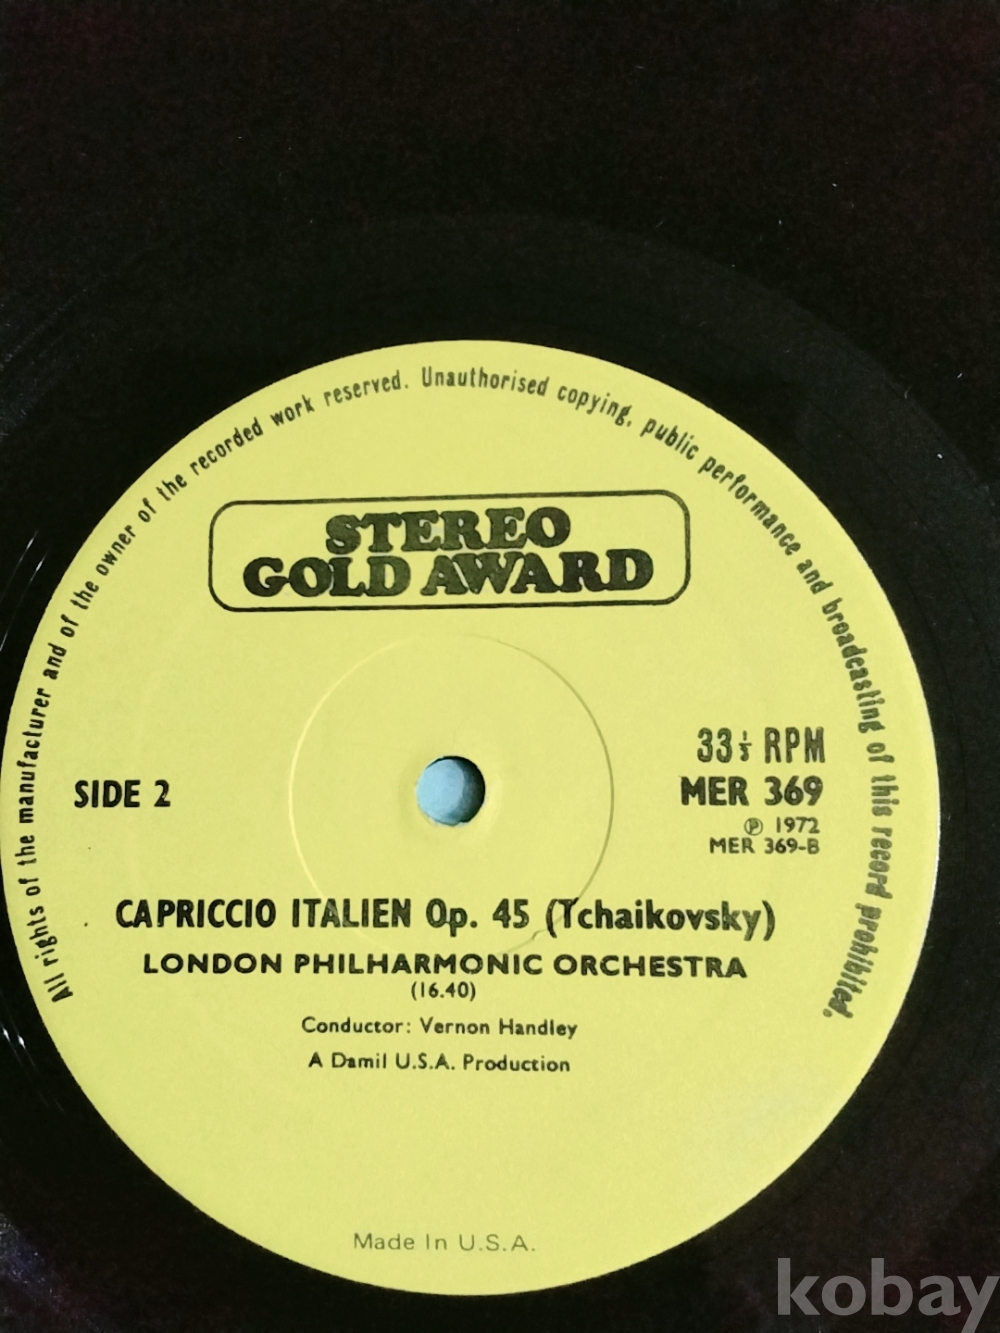 All rights of the manufacturer and of the owner of the recorded work reserved. Unauthorised copying, public performance and broadcasting of this record prohibited.
STEREO
GOLD AWARD
SIDE 2
33⅓ RPM
MER 369
℗ 1972
MER 369-B
CAPRICCIO ITALIEN Op. 45 (Tchaikovsky)
LONDON PHILHARMONIC ORCHESTRA
(16.40)
Conductor: Vernon Handley
A Damil U.S.A. Production
Made In U.S.A.
kobay